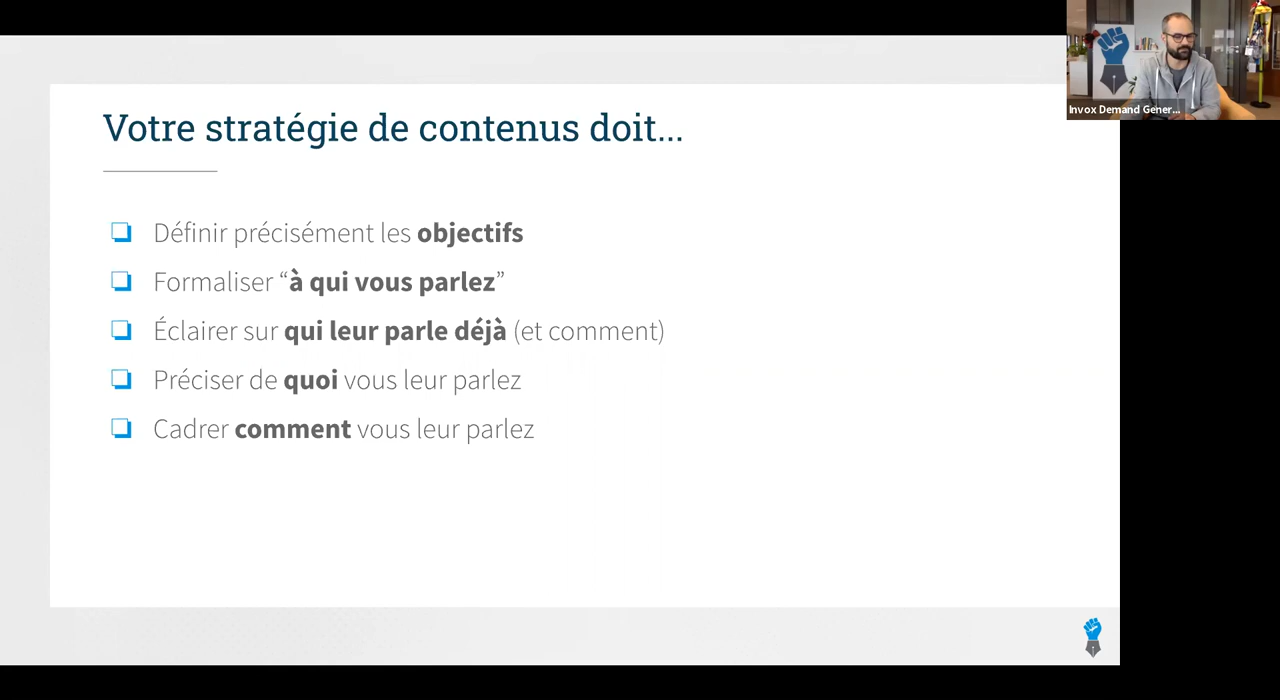 Votre stratégie de contenus doit...
❏ Définir précisément les objectifs
❏ Formaliser “à qui vous parlez”
❏ Éclairer sur qui leur parle déjà (et comment)
❏ Préciser de quoi vous leur parlez
❏ Cadrer comment vous leur parlez
Invox Demand Gener...